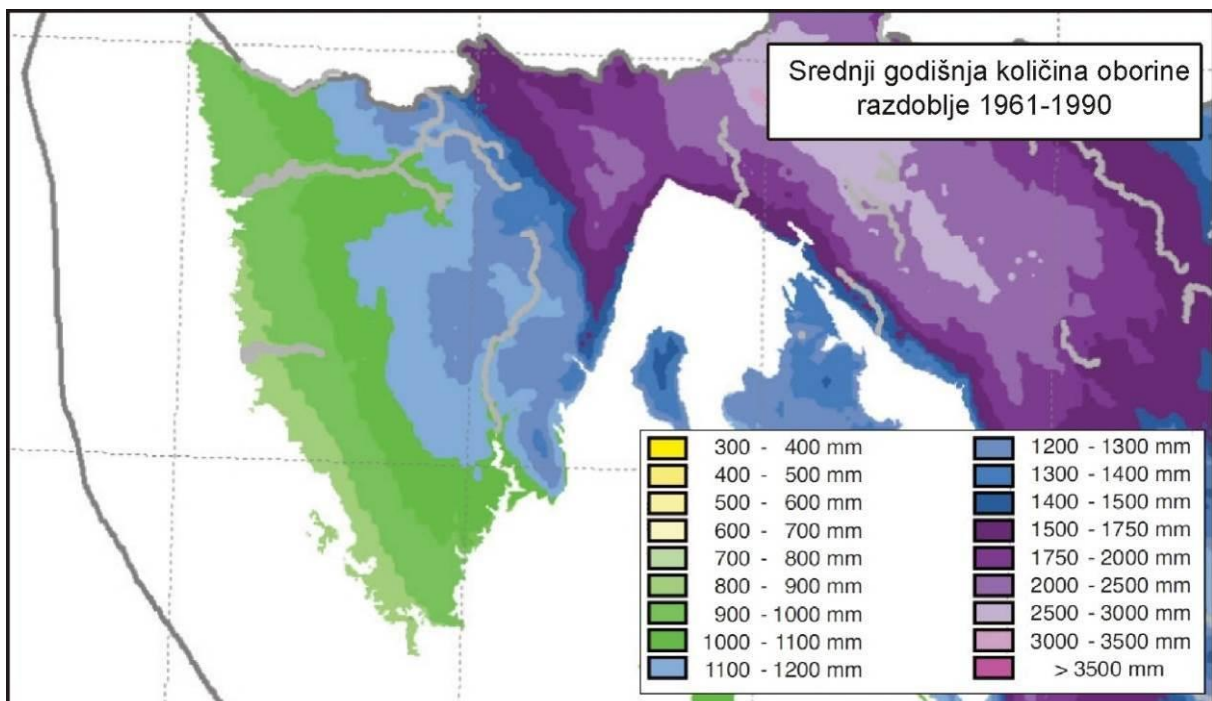 Srednji godišnja količina oborine
razdoblje 1961-1990
300 - 400 mm
400 - 500 mm
500 - 600 mm
600 - 700 mm
700 - 800 mm
800 - 900 mm
900 - 1000 mm
1000 - 1100 mm
1100 - 1200 mm
1200 - 1300 mm
1300 - 1400 mm
1400 - 1500 mm
1500 - 1750 mm
1750 - 2000 mm
2000 - 2500 mm
2500 - 3000 mm
3000 - 3500 mm
> 3500 mm